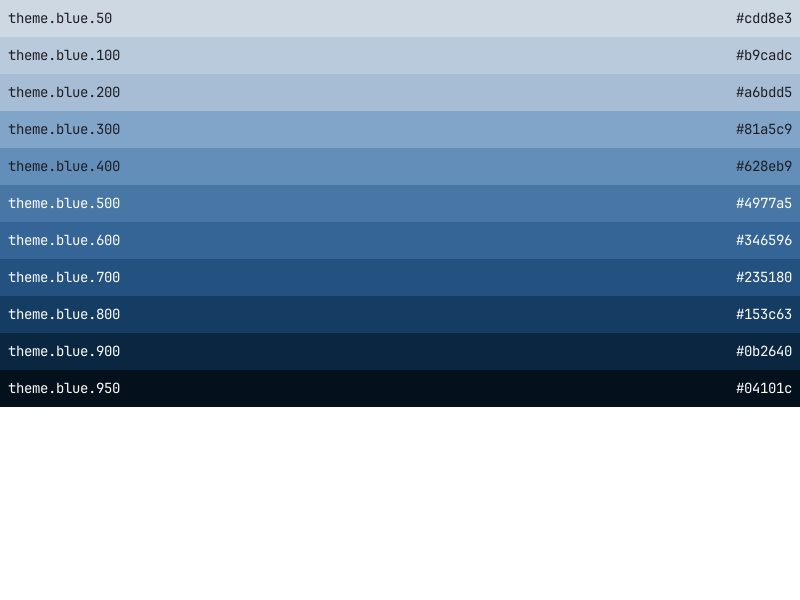 theme.blue.50 #cdd8e3
theme.blue.100 #b9cadc
theme.blue.200 #a6bdd5
theme.blue.300 #81a5c9
theme.blue.400 #628eb9
theme.blue.500 #4977a5
theme.blue.600 #346596
theme.blue.700 #235180
theme.blue.800 #153c63
theme.blue.900 #0b2640
theme.blue.950 #04101c